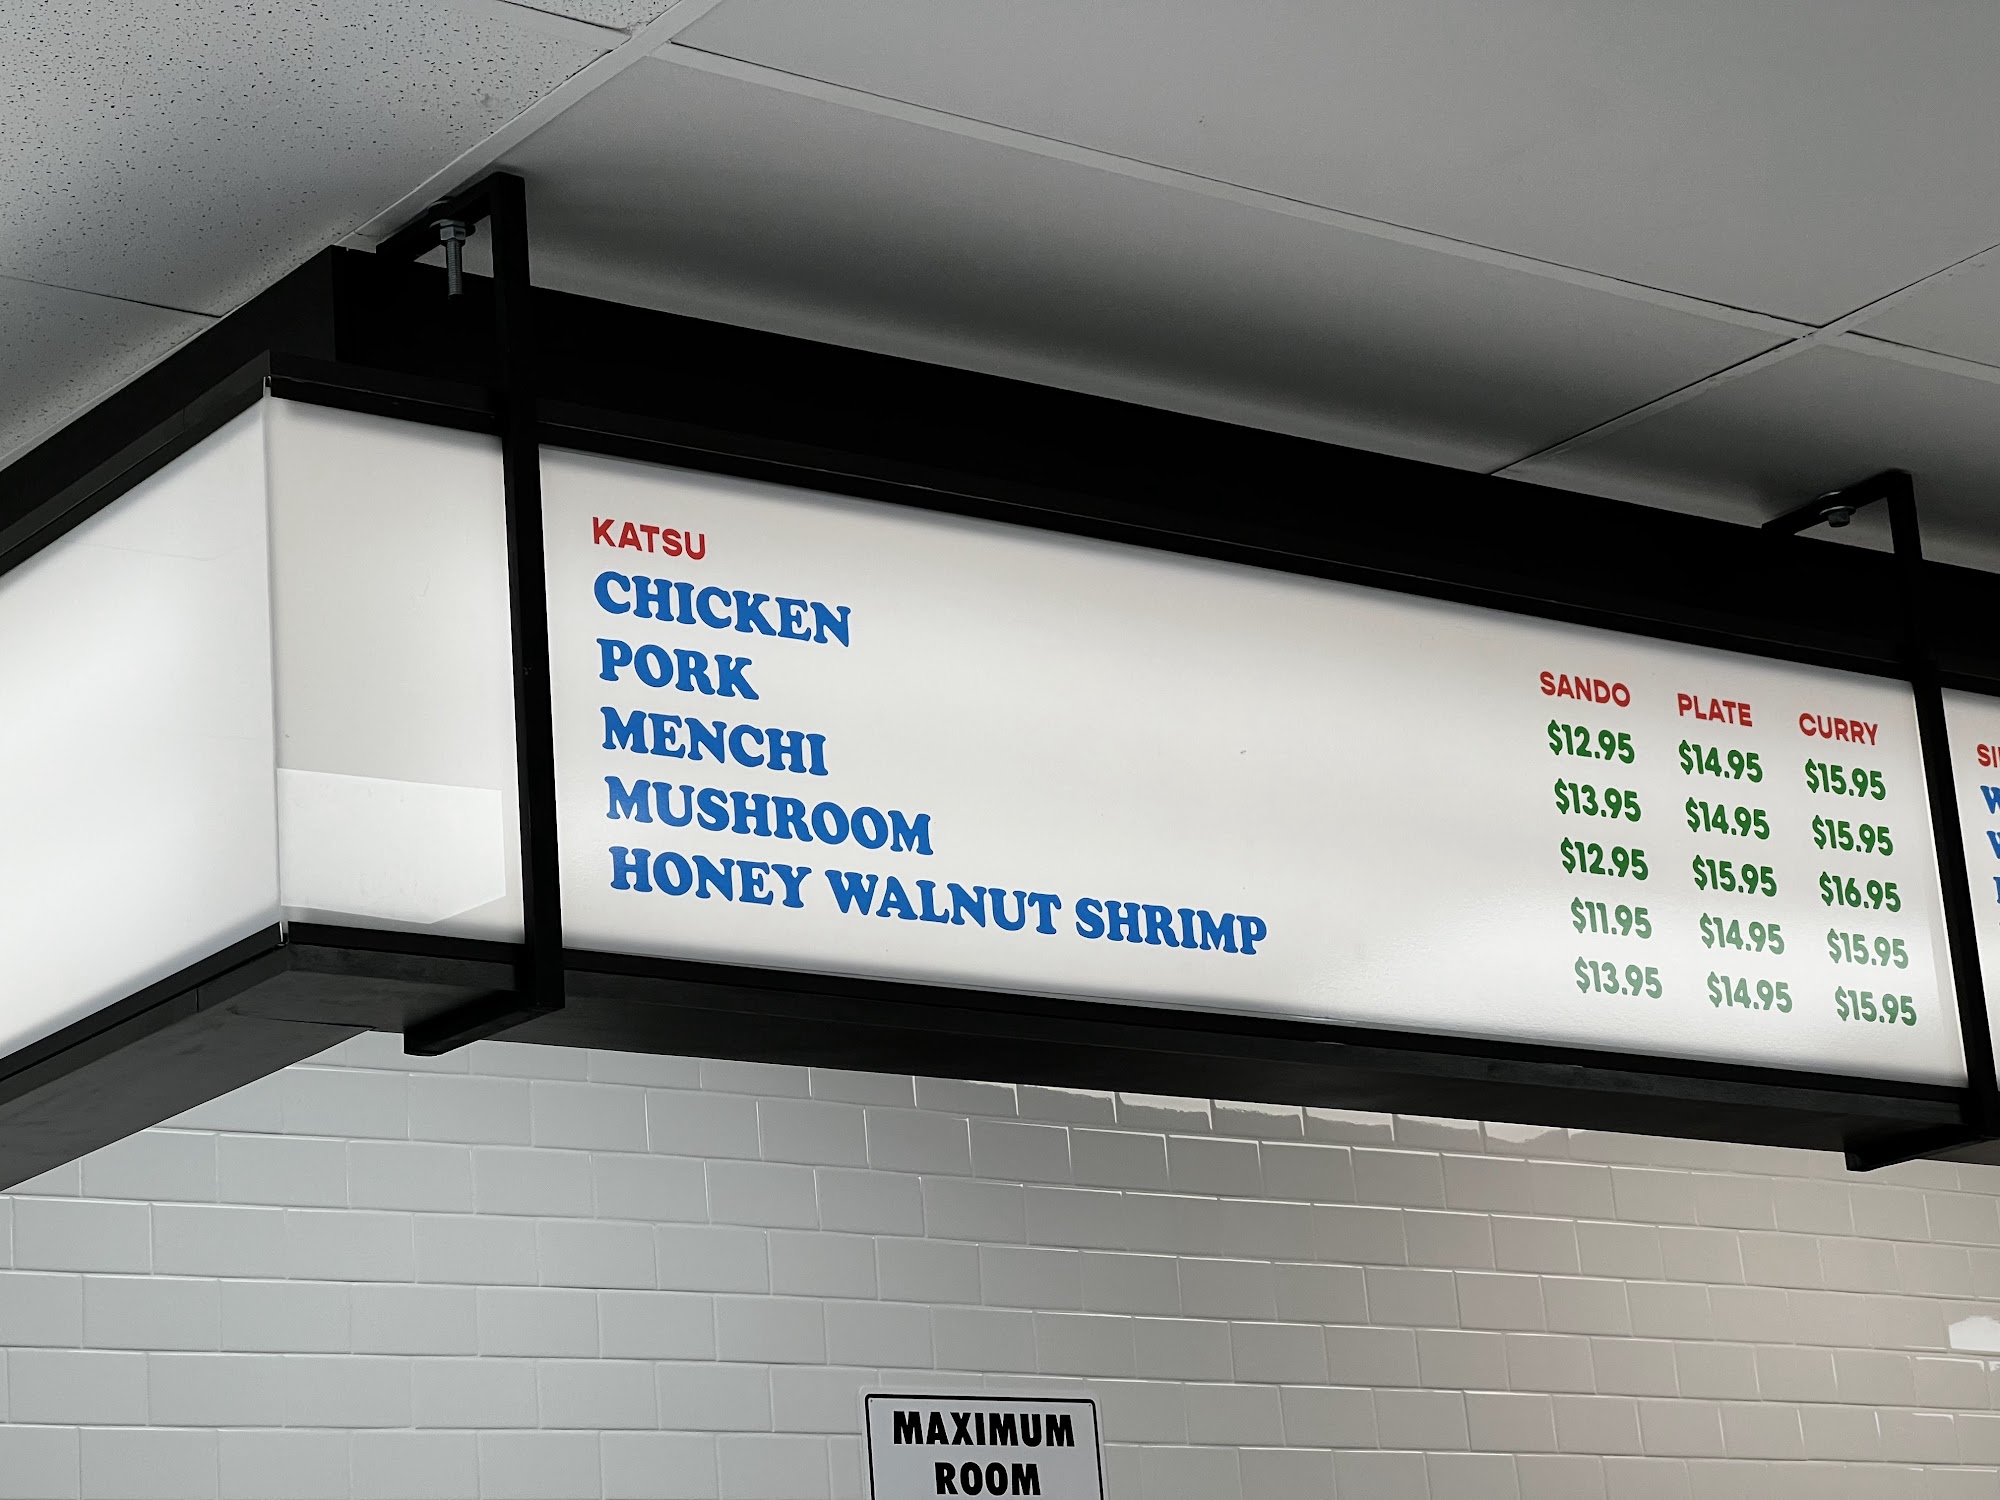 KATSU
SANDO PLATE CURRY
CHICKEN $12.95 $14.95 $15.95
PORK $13.95 $14.95 $15.95
MENCHI $12.95 $15.95 $16.95
MUSHROOM $11.95 $14.95 $15.95
HONEY WALNUT SHRIMP $13.95 $14.95 $15.95
MAXIMUM
ROOM